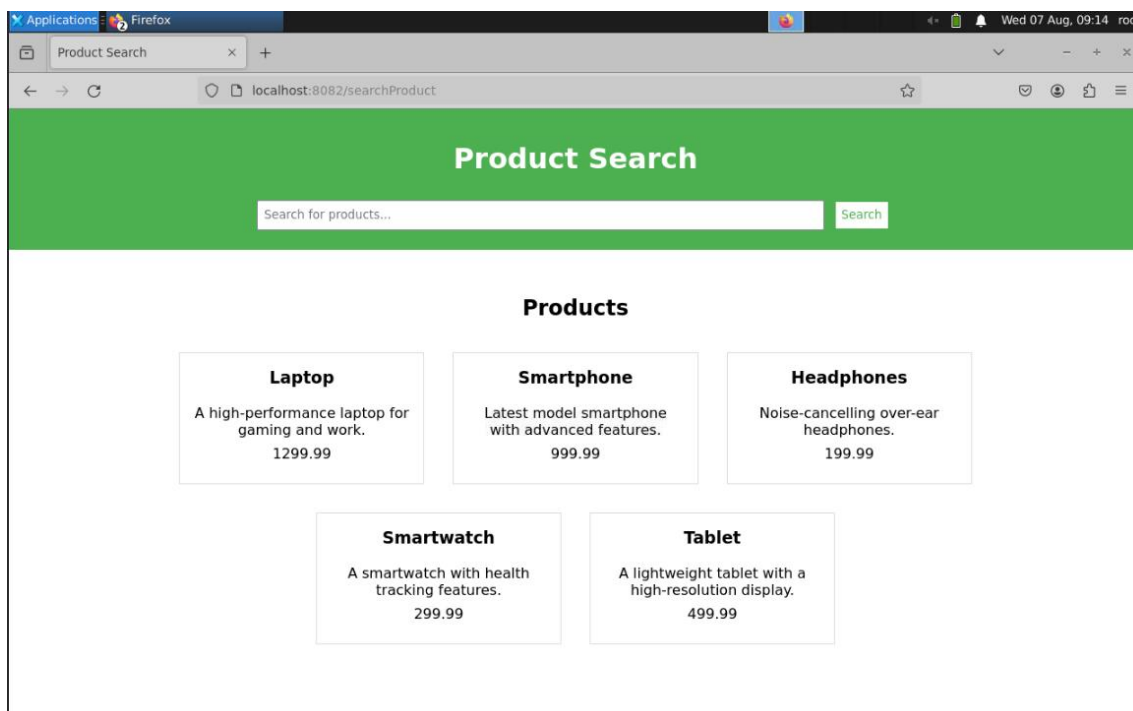 Applications
Firefox
2
Wed 07 Aug, 09:14
Product Search
localhost:8082/searchProduct
Product Search
Search for products...
Search
Products
Laptop
A high-performance laptop for
gaming and work.
1299.99
Smartphone
Latest model smartphone
with advanced features.
999.99
Headphones
Noise-cancelling over-ear
headphones.
199.99
Smartwatch
A smartwatch with health
tracking features.
299.99
Tablet
A lightweight tablet with a
high-resolution display.
499.99